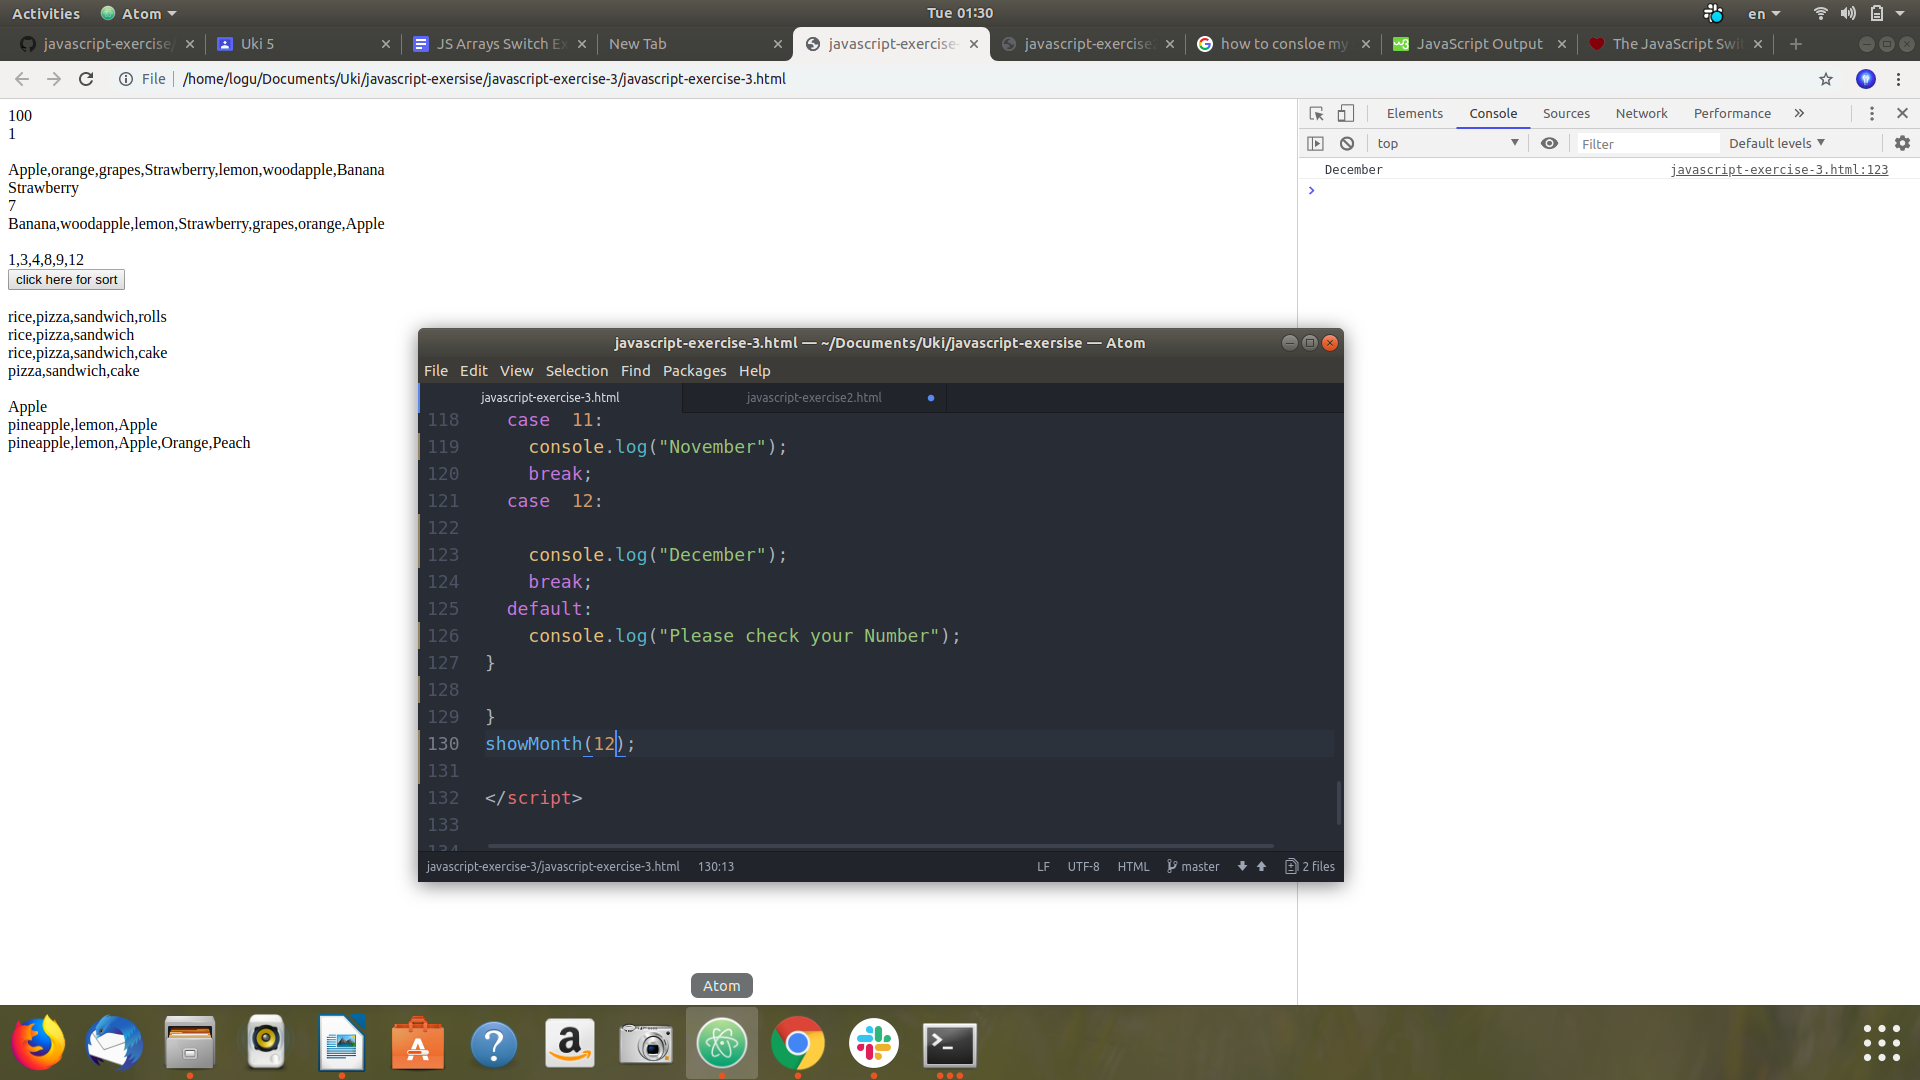 Activities
Atom
Tue 01:30
en
javascript-exercise/
Uki 5
JS Arrays Switch Ex
New Tab
javascript-exercise-
javascript-exercise2
how to consloe my
JavaScript Output
The JavaScript Swit
File
/home/logu/Documents/Uki/javascript-exersise/javascript-exercise-3/javascript-exercise-3.html
100
1
Apple,orange,grapes,Strawberry,lemon,woodapple,Banana
Strawberry
7
Banana,woodapple,lemon,Strawberry,grapes,orange,Apple
1,3,4,8,9,12
click here for sort
rice,pizza,sandwich,rolls
rice,pizza,sandwich
rice,pizza,sandwich,cake
pizza,sandwich,cake
Apple
pineapple,lemon,Apple
pineapple,lemon,Apple,Orange,Peach
Elements
Console
Sources
Network
Performance
top
Filter
Default levels
December
javascript-exercise-3.html:123
javascript-exercise-3.html — ~/Documents/Uki/javascript-exersise — Atom
File Edit View Selection Find Packages Help
javascript-exercise-3.html
javascript-exercise2.html
118 case 11:
119 console.log("November");
120 break;
121 case 12:
122
123 console.log("December");
124 break;
125 default:
126 console.log("Please check your Number");
127 }
128
129 }
130 showMonth(12);
131
132 </script>
133
134
javascript-exercise-3/javascript-exercise-3.html 130:13
LF UTF-8 HTML master 2 files
Atom